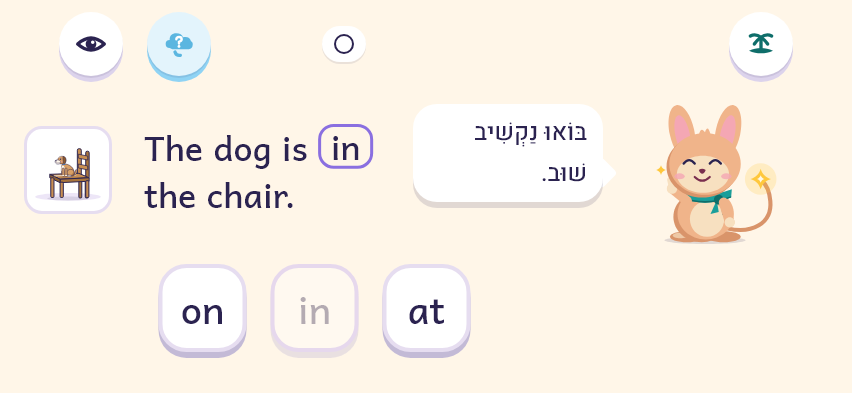 The dog is in
the chair.
בּוֹאוּ נַקְשִׁיב
שׁוּב.
on in at